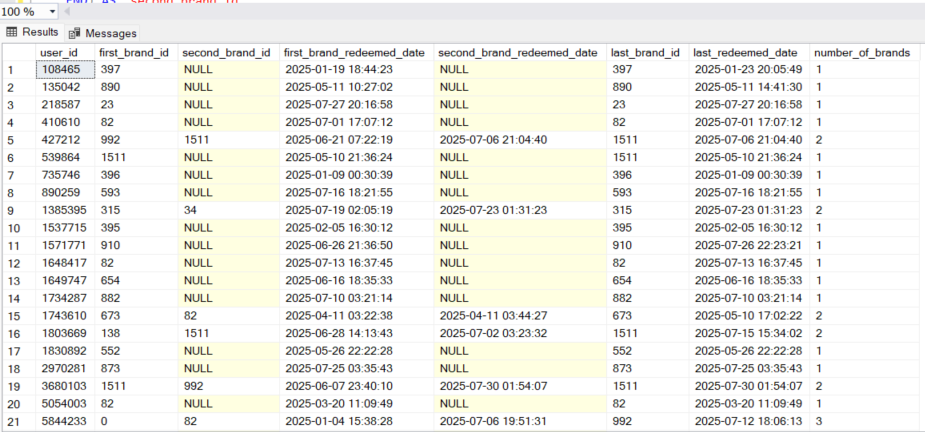 100 %
Results Messages
user_id first_brand_id second_brand_id first_brand_redeemed_date second_brand_redeemed_date last_brand_id last_redeemed_date number_of_brands
1 108465 397 NULL 2025-01-19 18:44:23 NULL 397 2025-01-23 20:05:49 1
2 135042 890 NULL 2025-05-11 10:27:02 NULL 890 2025-05-11 14:41:30 1
3 218587 23 NULL 2025-07-27 20:16:58 NULL 23 2025-07-27 20:16:58 1
4 410610 82 NULL 2025-07-01 17:07:12 NULL 82 2025-07-01 17:07:12 1
5 427212 992 1511 2025-06-21 07:22:19 2025-07-06 21:04:40 1511 2025-07-06 21:04:40 2
6 539864 1511 NULL 2025-05-10 21:36:24 NULL 1511 2025-05-10 21:36:24 1
7 735746 396 NULL 2025-01-09 00:30:39 NULL 396 2025-01-09 00:30:39 1
8 890259 593 NULL 2025-07-16 18:21:55 NULL 593 2025-07-16 18:21:55 1
9 1385395 315 34 2025-07-19 02:05:19 2025-07-23 01:31:23 315 2025-07-23 01:31:23 2
10 1537715 395 NULL 2025-02-05 16:30:12 NULL 395 2025-02-05 16:30:12 1
11 1571771 910 NULL 2025-06-26 21:36:50 NULL 910 2025-07-26 22:23:21 1
12 1648417 82 NULL 2025-07-13 16:37:45 NULL 82 2025-07-13 16:37:45 1
13 1649747 654 NULL 2025-06-16 18:35:33 NULL 654 2025-06-16 18:35:33 1
14 1734287 882 NULL 2025-07-10 03:21:14 NULL 882 2025-07-10 03:21:14 1
15 1743610 673 82 2025-04-11 03:22:38 2025-04-11 03:44:27 673 2025-05-10 17:02:22 2
16 1803669 138 1511 2025-06-28 14:13:43 2025-07-02 03:23:32 1511 2025-07-15 15:34:02 2
17 1830892 552 NULL 2025-05-26 22:22:28 NULL 552 2025-05-26 22:22:28 1
18 2970281 873 NULL 2025-07-25 03:35:43 NULL 873 2025-07-25 03:35:43 1
19 3680103 1511 992 2025-06-07 23:40:10 2025-07-30 01:54:07 1511 2025-07-30 01:54:07 2
20 5054003 82 NULL 2025-03-20 11:09:49 NULL 82 2025-03-20 11:09:49 1
21 5844233 0 82 2025-01-04 15:38:28 2025-07-06 19:51:31 992 2025-07-12 18:06:13 3